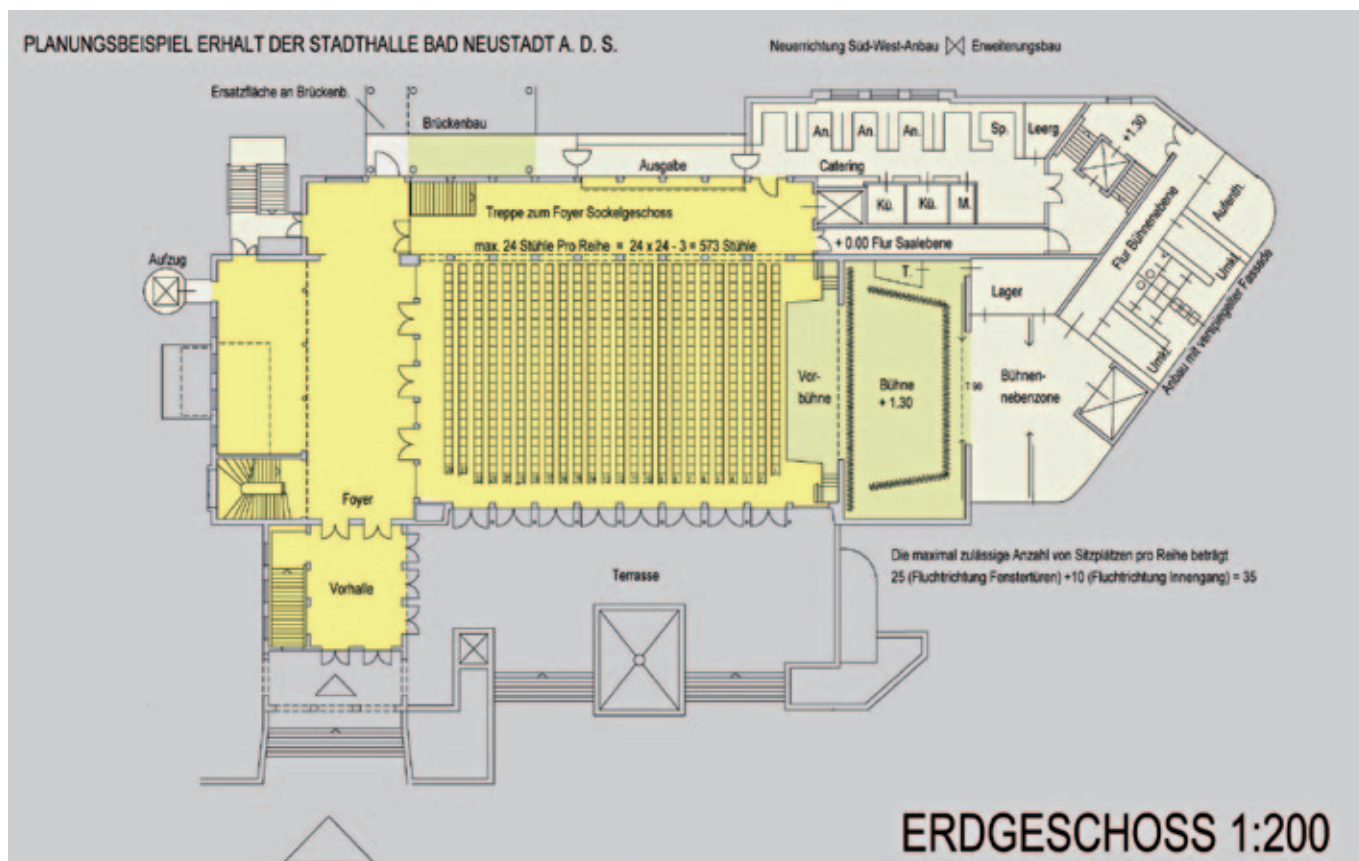 PLANUNGSBEISPIEL ERHALT DER STADTHALLE BAD NEUSTADT A. D. S.
Neuerrichtung Süd-West-Anbau Erweiterungsbau
Ersatzfläche an Brückenb.
Brückenbau
An. An. An. Sp. Leerg.
+1.30
Ausgabe
Catering
Kü. Kü. M.
Treppe zum Foyer Sockelgeschoss
max. 24 Stühle Pro Reihe = 24 x 24 - 3 = 573 Stühle
+ 0.00 Flur Saalebene
Flur Bühnenebene
Aufenth.
Umkl.
Umkl.
Anbau mit verspiegelter Fassade
Aufzug
T.
Lager
Vor-
bühne
Bühne
+ 1.30
T 90
Bühnen-
nebenzone
Foyer
Vorhalle
Terrasse
Die maximal zulässige Anzahl von Sitzplätzen pro Reihe beträgt
25 (Fluchtrichtung Fenstertüren) +10 (Fluchtrichtung Innengang) = 35
ERDGESCHOSS 1:200